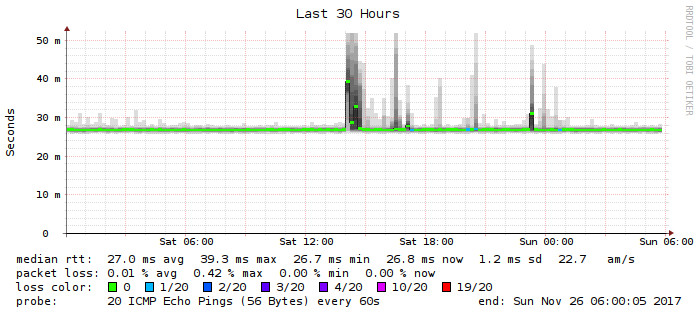 Last 30 Hours
RRDTOOL / TOBI OETIKER
Seconds
50 m
40 m
30 m
20 m
10 m
0
Sat 06:00 Sat 12:00 Sat 18:00 Sun 00:00 Sun 06:00
median rtt: 27.0 ms avg 39.3 ms max 26.7 ms min 26.8 ms now 1.2 ms sd 22.7 am/s
packet loss: 0.01 % avg 0.42 % max 0.00 % min 0.00 % now
loss color: 0 1/20 2/20 3/20 4/20 10/20 19/20
probe: 20 ICMP Echo Pings (56 Bytes) every 60s end: Sun Nov 26 06:00:05 2017